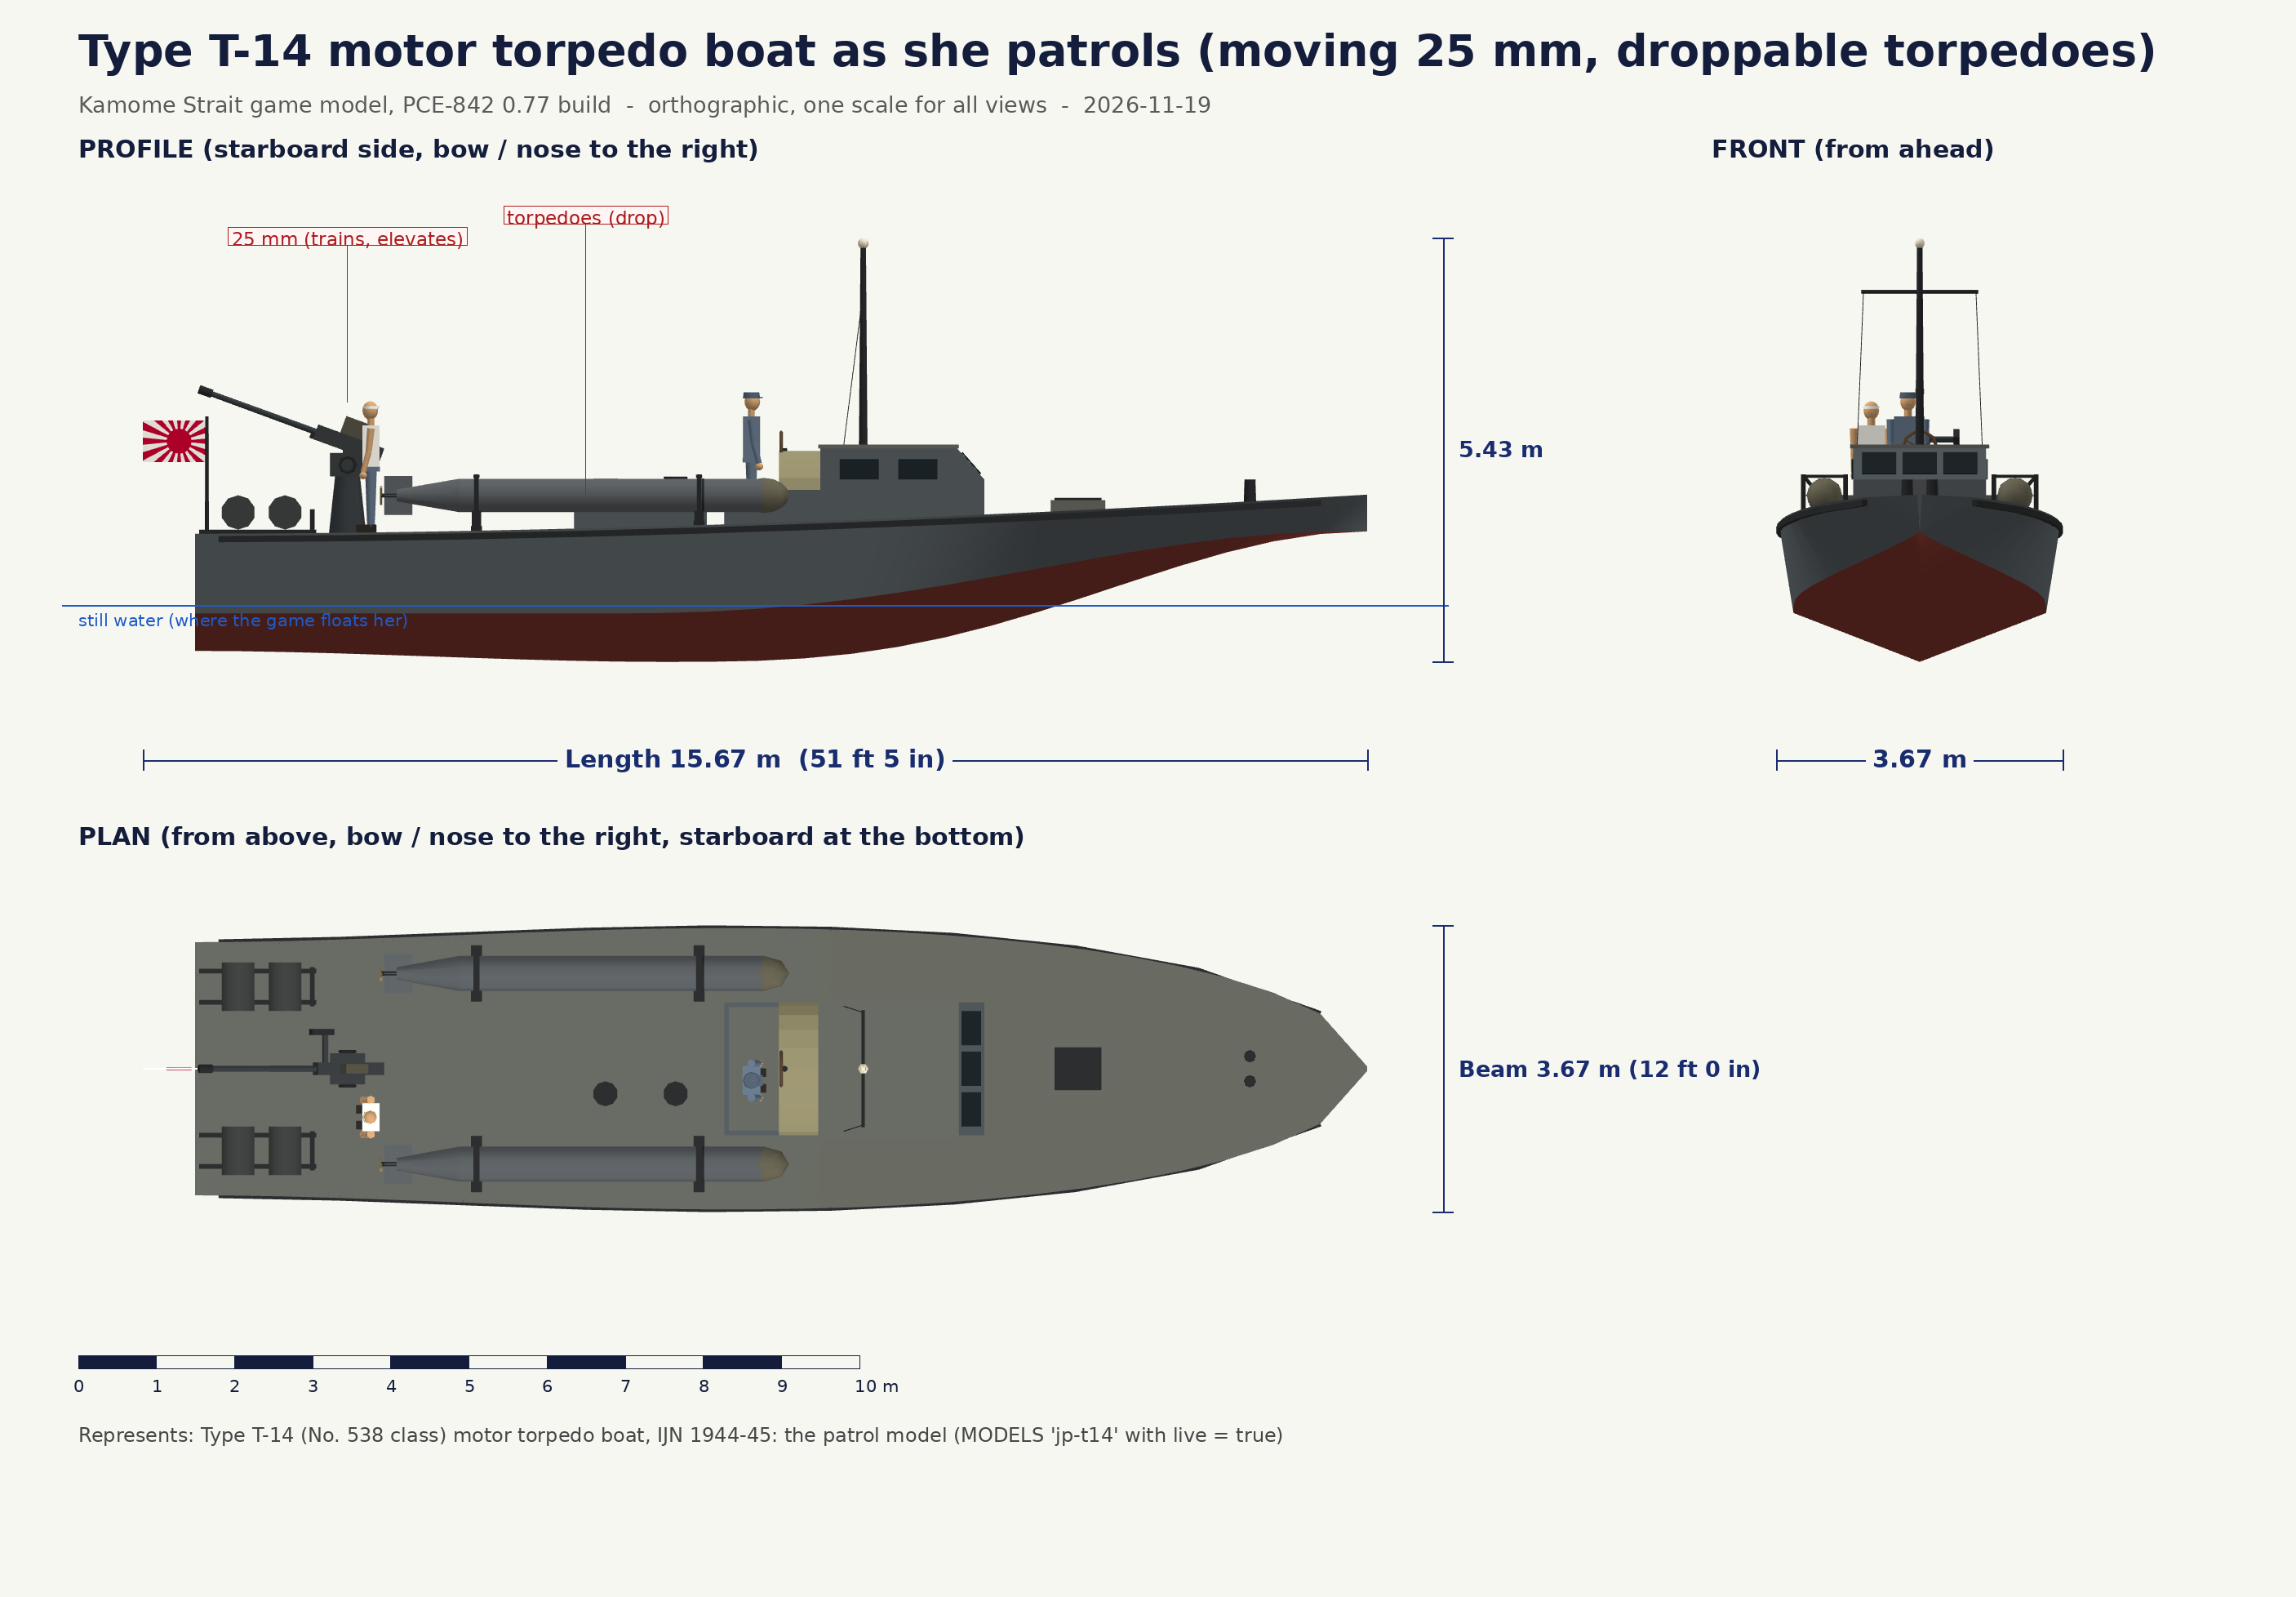 Type T-14 motor torpedo boat as she patrols (moving 25 mm, droppable torpedoes)
Kamome Strait game model, PCE-842 0.77 build  -  orthographic, one scale for all views  -  2026-11-19
PROFILE (starboard side, bow / nose to the right)
FRONT (from ahead)
torpedoes (drop)
25 mm (trains, elevates)
5.43 m
still water (where the game floats her)
Length 15.67 m  (51 ft 5 in)
3.67 m
PLAN (from above, bow / nose to the right, starboard at the bottom)
Beam 3.67 m (12 ft 0 in)
0 1 2 3 4 5 6 7 8 9 10 m
Represents: Type T-14 (No. 538 class) motor torpedo boat, IJN 1944-45: the patrol model (MODELS 'jp-t14' with live = true)